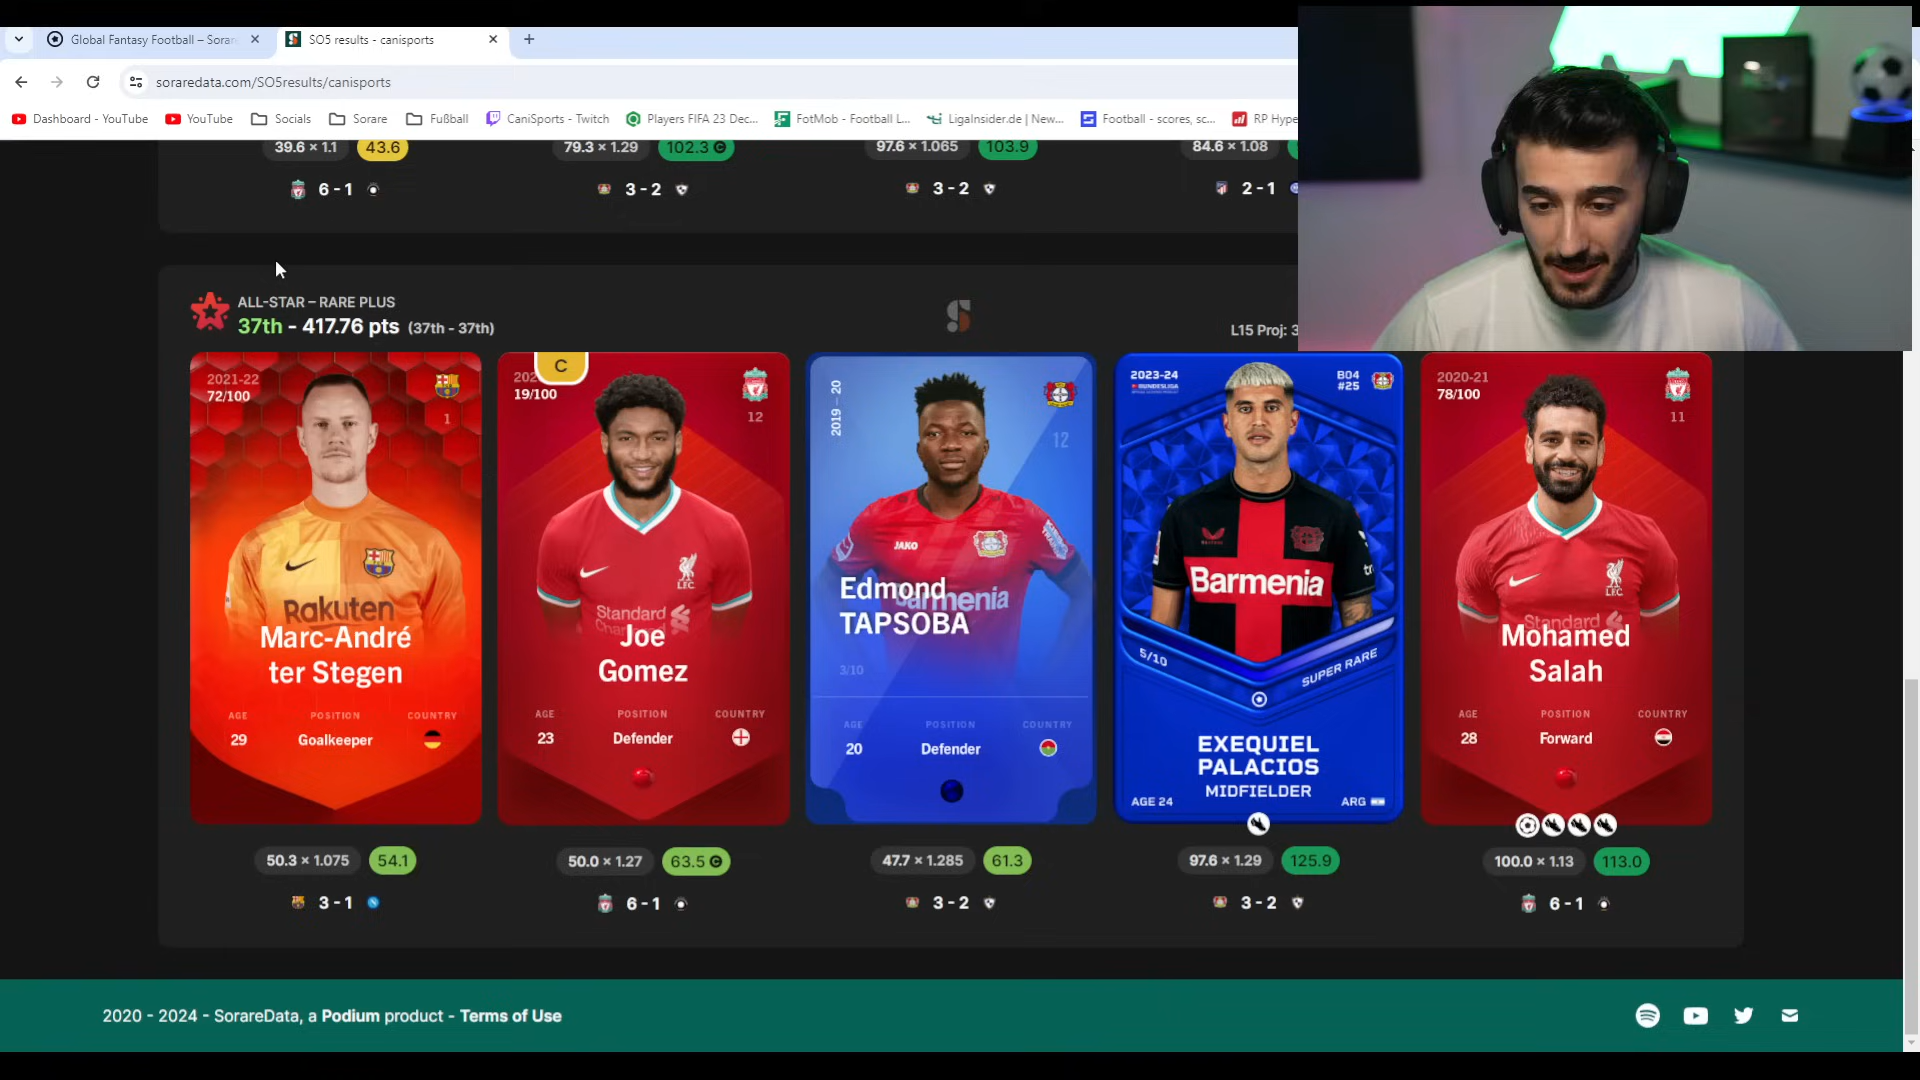 Global Fantasy Football – Sorar
SO5 results - canisports
soraredata.com/SO5results/canisports
Dashboard - YouTube
YouTube
Socials
Sorare
Fußball
CaniSports - Twitch
Players FIFA 23 Dec...
FotMob - Football L...
LigaInsider.de | New...
Football - scores, sc...
RP Hype
39.6 × 1.1 43.6
79.3 × 1.29 102.3 C
97.6 × 1.065 103.9
84.6 × 1.08
6 - 1
3 - 2
3 - 2
2 - 1
ALL-STAR – RARE PLUS
37th - 417.76 pts (37th - 37th)
L15 Proj: 3
2021-22
72/100
1
Rakuten
Marc-André
ter Stegen
AGE POSITION COUNTRY
29 Goalkeeper
C
202
19/100
12
L.F.C.
Standard
Joe
Gomez
AGE POSITION COUNTRY
23 Defender
2019 – 20
12
JAKO
Barmenia
Edmond
TAPSOBA
3/10
AGE POSITION COUNTRY
20 Defender
2023-24
BUNDESLIGA
B04
#25
Barmenia
5/10
SUPER RARE
EXEQUIEL
PALACIOS
MIDFIELDER
AGE 24
ARG
2020-21
78/100
11
L.F.C.
Standard
Mohamed
Salah
AGE POSITION COUNTRY
28 Forward
50.3 × 1.075 54.1
50.0 × 1.27 63.5 C
47.7 × 1.285 61.3
97.6 × 1.29 125.9
100.0 × 1.13 113.0
3 - 1
6 - 1
3 - 2
3 - 2
6 - 1
2020 - 2024 - SorareData, a Podium product - Terms of Use